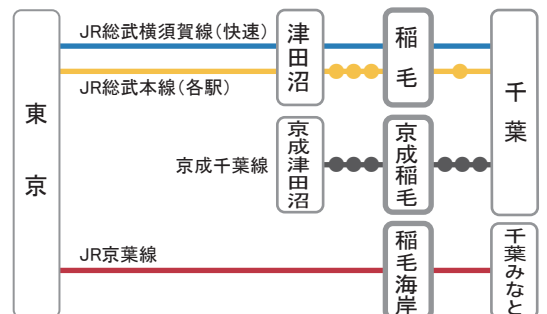 JR総武横須賀線(快速)
JR総武本線(各駅)
東京
津田沼
稲毛
千葉
京成千葉線
京成津田沼
京成稲毛
JR京葉線
稲毛海岸
千葉みなと